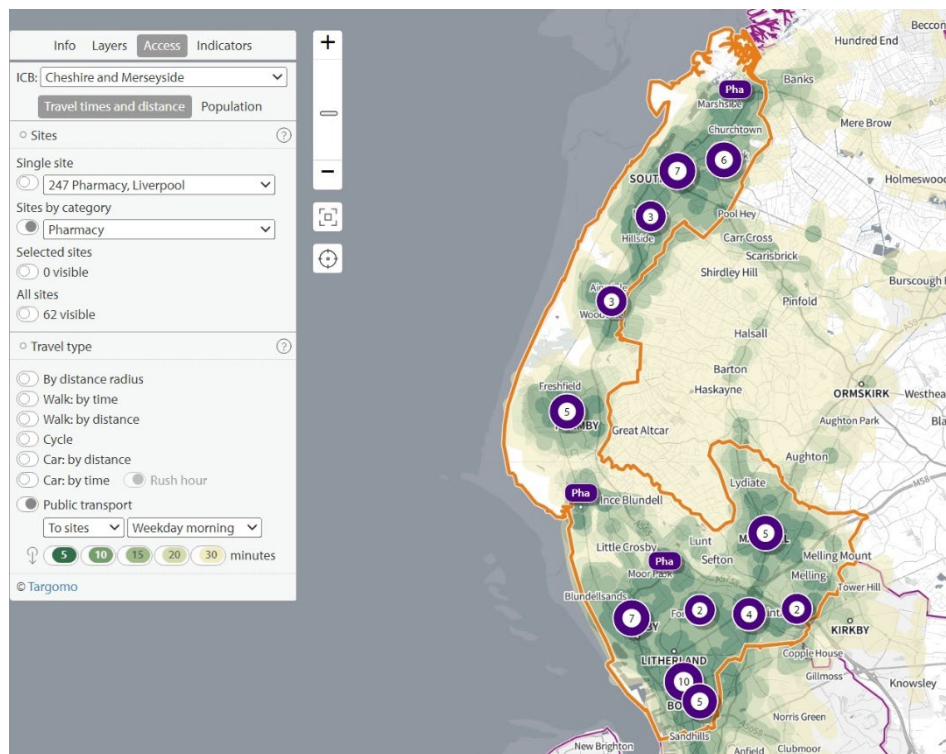 Info Layers Access Indicators
ICB: Cheshire and Merseyside
Travel times and distance Population
Sites ?
Single site
247 Pharmacy, Liverpool
Sites by category
Pharmacy
Selected sites
0 visible
All sites
62 visible
Travel type ?
By distance radius
Walk: by time
Walk: by distance
Cycle
Car: by distance
Car: by time Rush hour
Public transport
To sites Weekday morning
5 10 15 20 30 minutes
© Targomo
+
−
Beccon
Hundred End
Banks
Pha
Marshside
Mere Brow
Churchtown
6
7
Holmeswood
3
Pool Hey
Hillside
Carr Cross
Scarisbrick
Shirdley Hill
Burscough
3
Pinfold
Halsall
Barton
Freshfield
Haskayne
ORMSKIRK
Westhea
5
Aughton Park
Great Altcar
Aughton
Lydiate
M58
Pha
Ince Blundell
5
Little Crosby
Lunt
Sefton
Melling Mount
Pha
Moor Park
Melling
Tower Hill
Blundellsands
7
2
4
2
KIRKBY
LITHERLAND
Copple House
Gillmoss
Knowsley
10
5
Norris Green
Sandhills
New Brighton
Anfield
Clubmoor